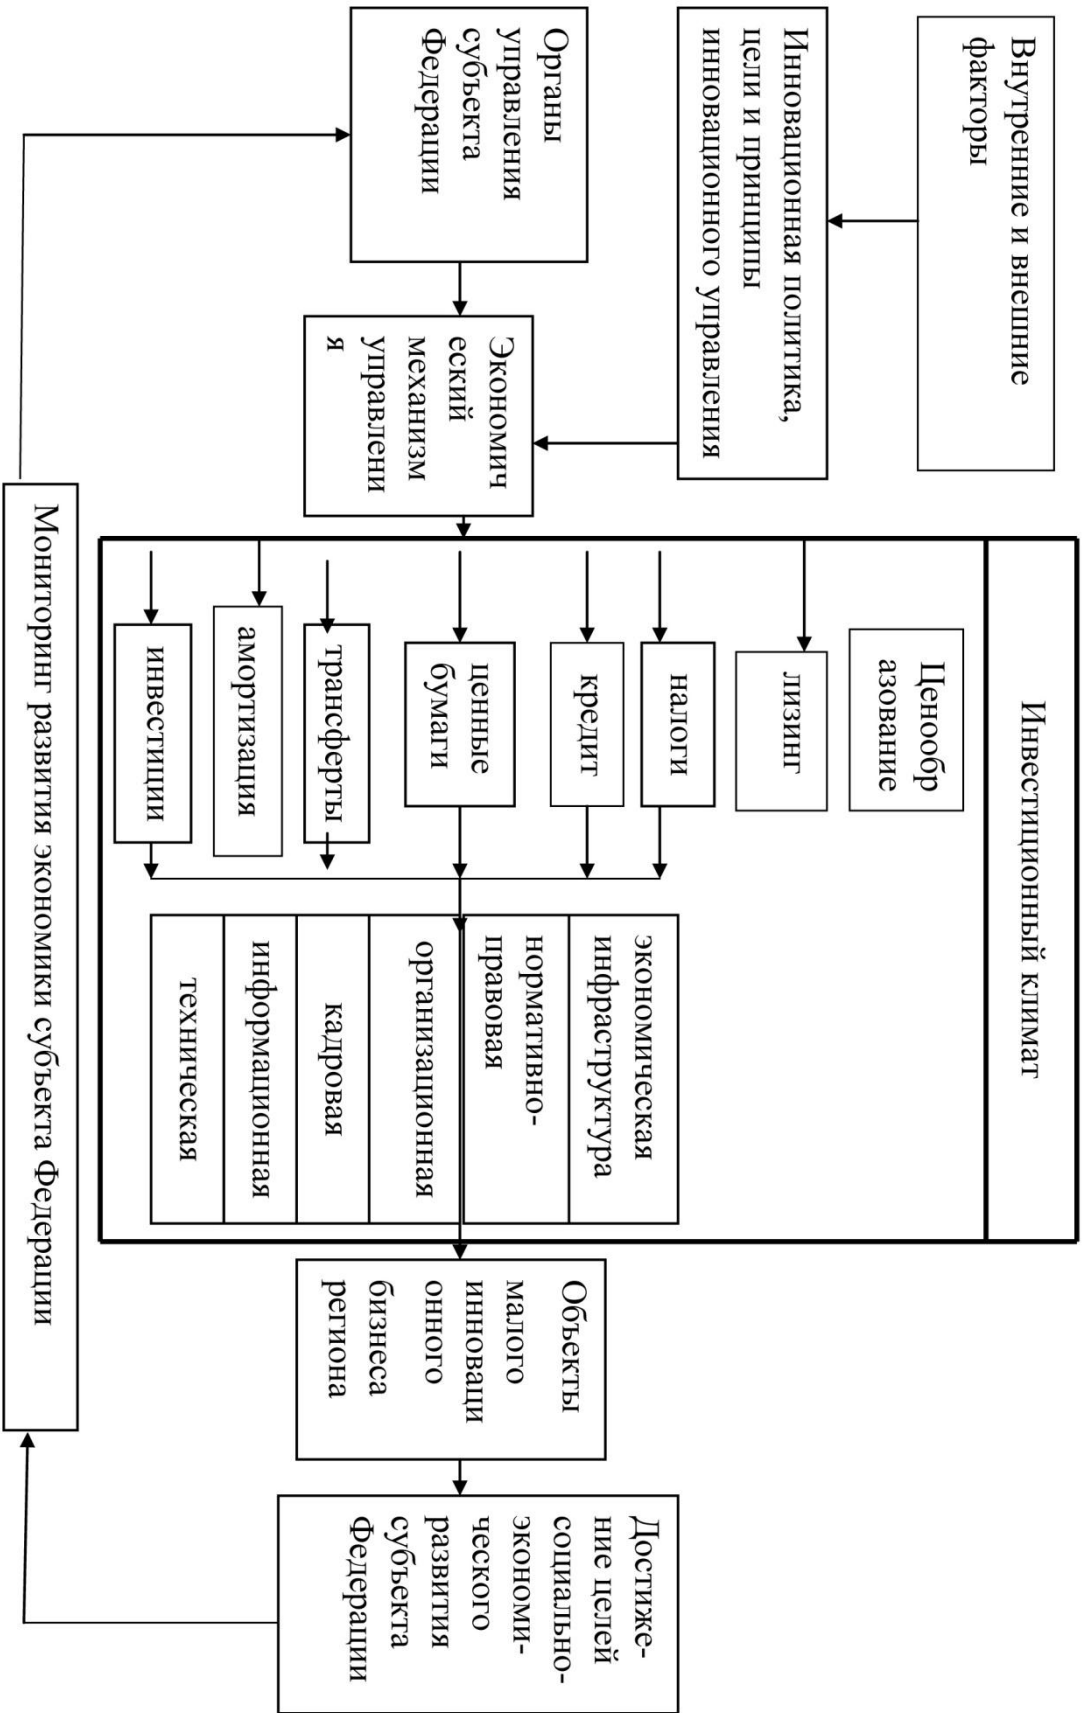 Внутренние и внешние
факторы
Инновационная политика,
цели и принципы
инновационного управления
Органы
управления
субъекта
Федерации
Экономич
еский
механизм
управлени
я
Инвестиционный климат
Ценообр
азование
лизинг
налоги
кредит
ценные
бумаги
трансферты
амортизация
инвестиции
экономическая
инфраструктура
нормативно-
правовая
организационная
кадровая
информационная
техническая
Объекты
малого
инноваци
онного
бизнеса
региона
Достиже-
ние целей
социально-
экономи-
ческого
развития
субъекта
Федерации
Мониторинг развития экономики субъекта Федерации